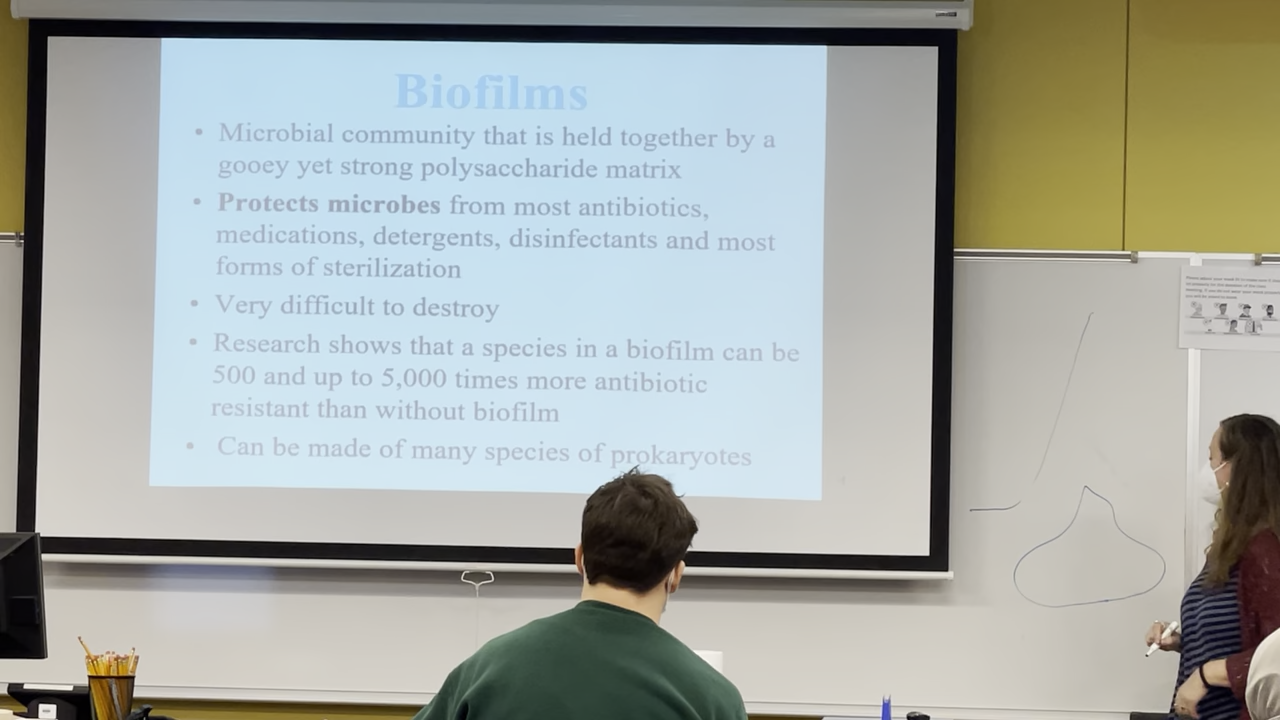 Biofilms
• Microbial community that is held together by a
gooey yet strong polysaccharide matrix
• Protects microbes from most antibiotics,
medications, detergents, disinfectants and most
forms of sterilization
• Very difficult to destroy
• Research shows that a species in a biofilm can be
500 and up to 5,000 times more antibiotic
resistant than without biofilm
• Can be made of many species of prokaryotes